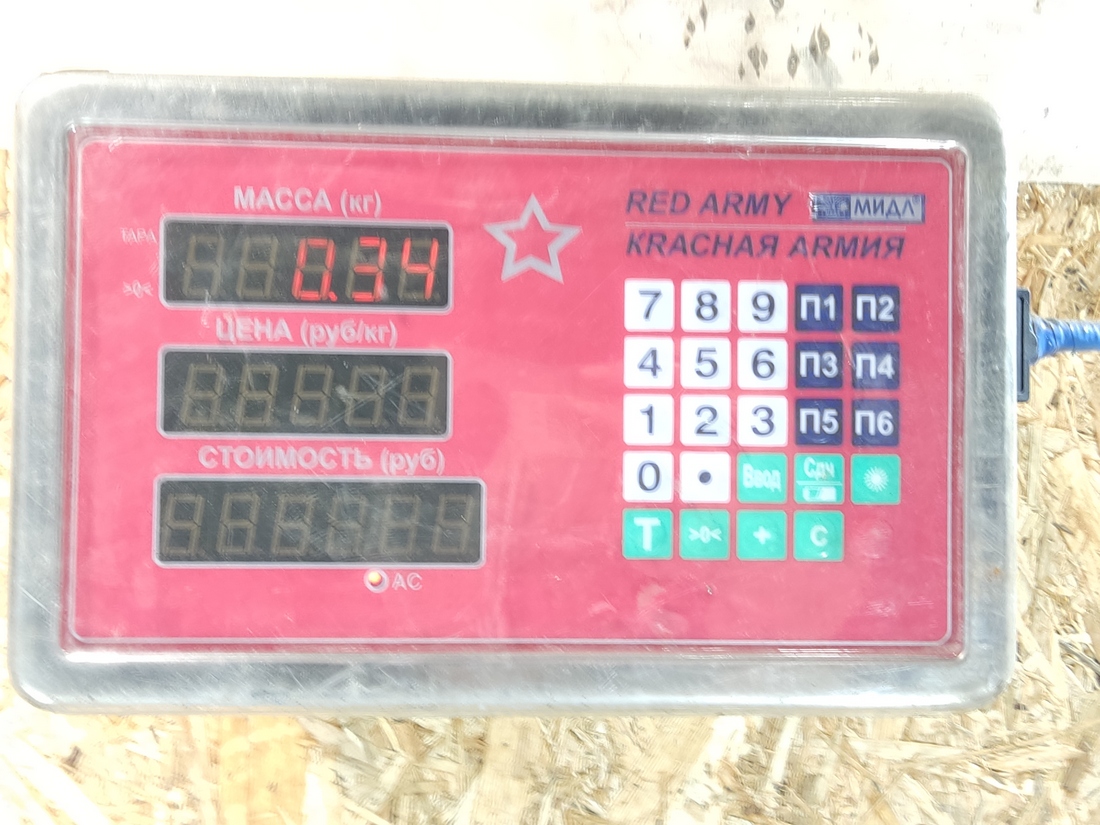 МАССА (кг)
RED ARMY МИДЛ®
ТАРА
0.34
КRАСНАЯ АRМИЯ
>0<
ЦЕНА (руб/кг)
7 8 9 П1 П2
4 5 6 П3 П4
1 2 3 П5 П6
СТОИМОСТЬ (руб)
0 • Ввод Сдч
Т >0< + С
АС